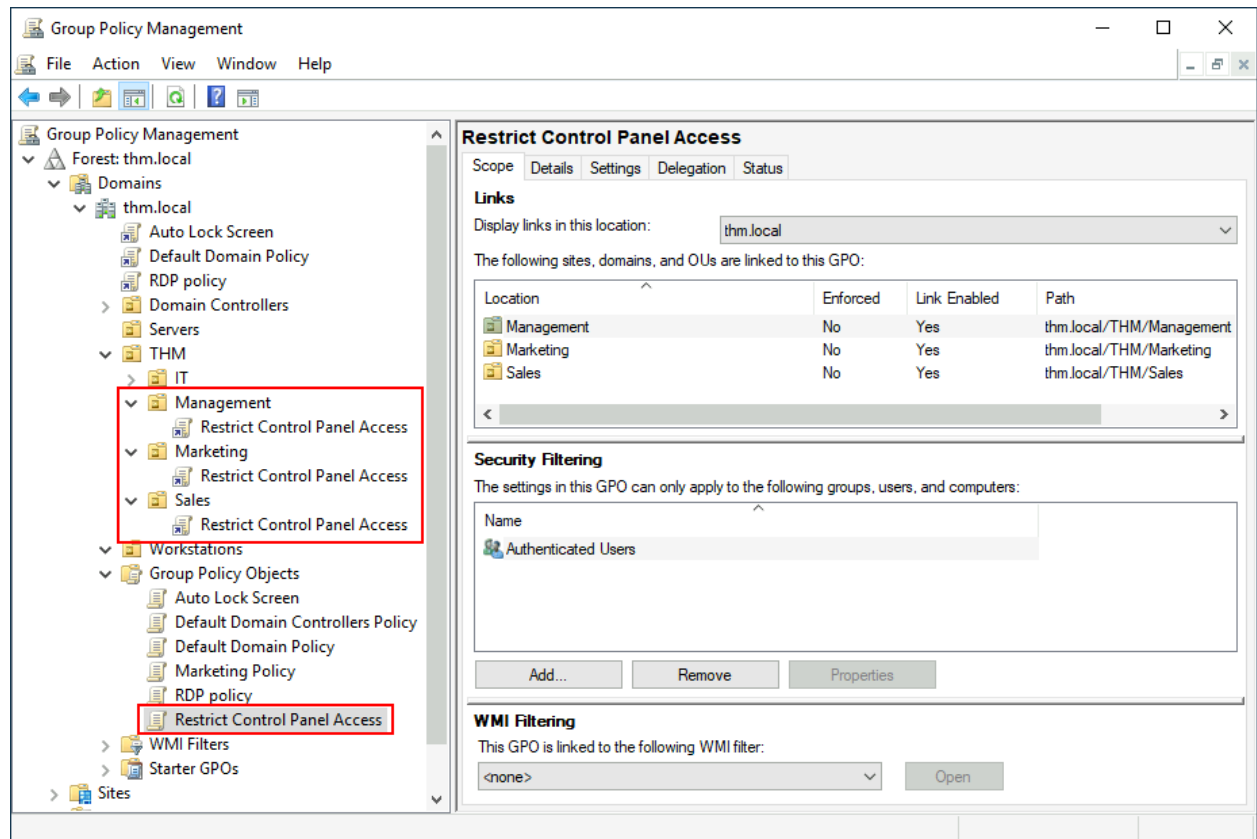 Group Policy Management
File Action View Window Help
Group Policy Management
Forest: thm.local
Domains
thm.local
Auto Lock Screen
Default Domain Policy
RDP policy
Domain Controllers
Servers
THM
IT
Management
Restrict Control Panel Access
Marketing
Restrict Control Panel Access
Sales
Restrict Control Panel Access
Workstations
Group Policy Objects
Auto Lock Screen
Default Domain Controllers Policy
Default Domain Policy
Marketing Policy
RDP policy
Restrict Control Panel Access
WMI Filters
Starter GPOs
Sites
Restrict Control Panel Access
Scope Details Settings Delegation Status
Links
Display links in this location: thm.local
The following sites, domains, and OUs are linked to this GPO:
Location Enforced Link Enabled Path
Management No Yes thm.local/THM/Management
Marketing No Yes thm.local/THM/Marketing
Sales No Yes thm.local/THM/Sales
Security Filtering
The settings in this GPO can only apply to the following groups, users, and computers:
Name
Authenticated Users
Add... Remove Properties
WMI Filtering
This GPO is linked to the following WMI filter:
<none> Open